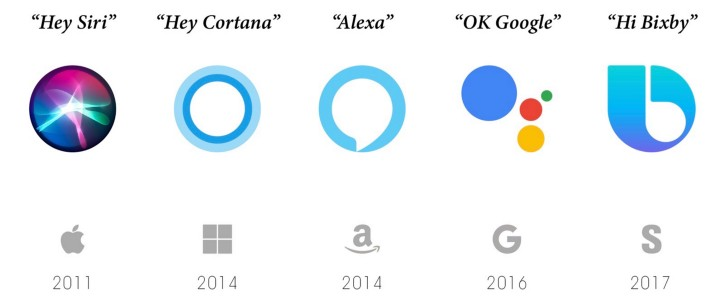 “Hey Siri” “Hey Cortana” “Alexa” “OK Google” “Hi Bixby”
a G S
2011 2014 2014 2016 2017